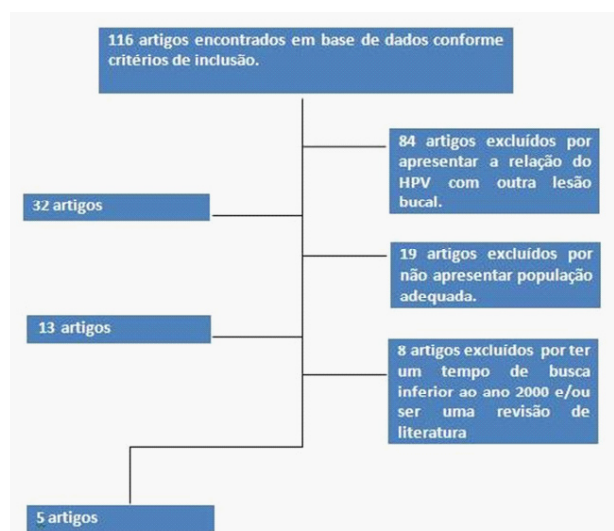 116 artigos encontrados em base de dados conforme
critérios de inclusão.
84 artigos excluídos por
apresentar a relação do
HPV com outra lesão
bucal.
32 artigos
19 artigos excluídos por
não apresentar população
adequada.
13 artigos
8 artigos excluídos por ter
um tempo de busca
inferior ao ano 2000 e/ou
ser uma revisão de
literatura
5 artigos